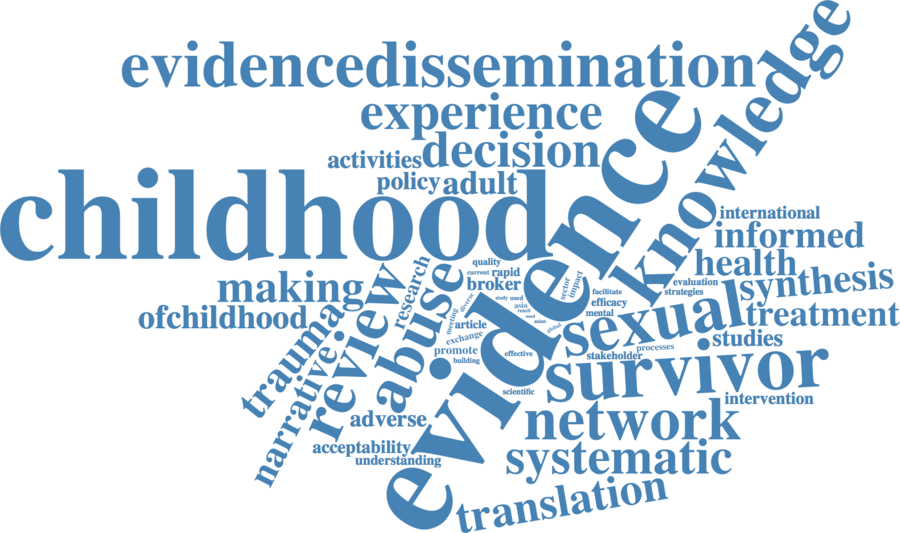 evidencedissemination
knowledge
experience
evidence
activities
decision
policy
adult
childhood
international
informed
quality
health
current
rapid
research
broker
sector
impact
evaluation
synthesis
making
review
abuse
diverse
study
used
facilitate
strategies
asia
efficacy
result
mental
ofchildhood
trauma
meeting
article
need
asian
global
sexual
treatment
exchange
studies
narrative
promote
effective
stakeholder
processes
building
survivor
scientific
intervention
adverse
network
acceptability
understanding
systematic
translation